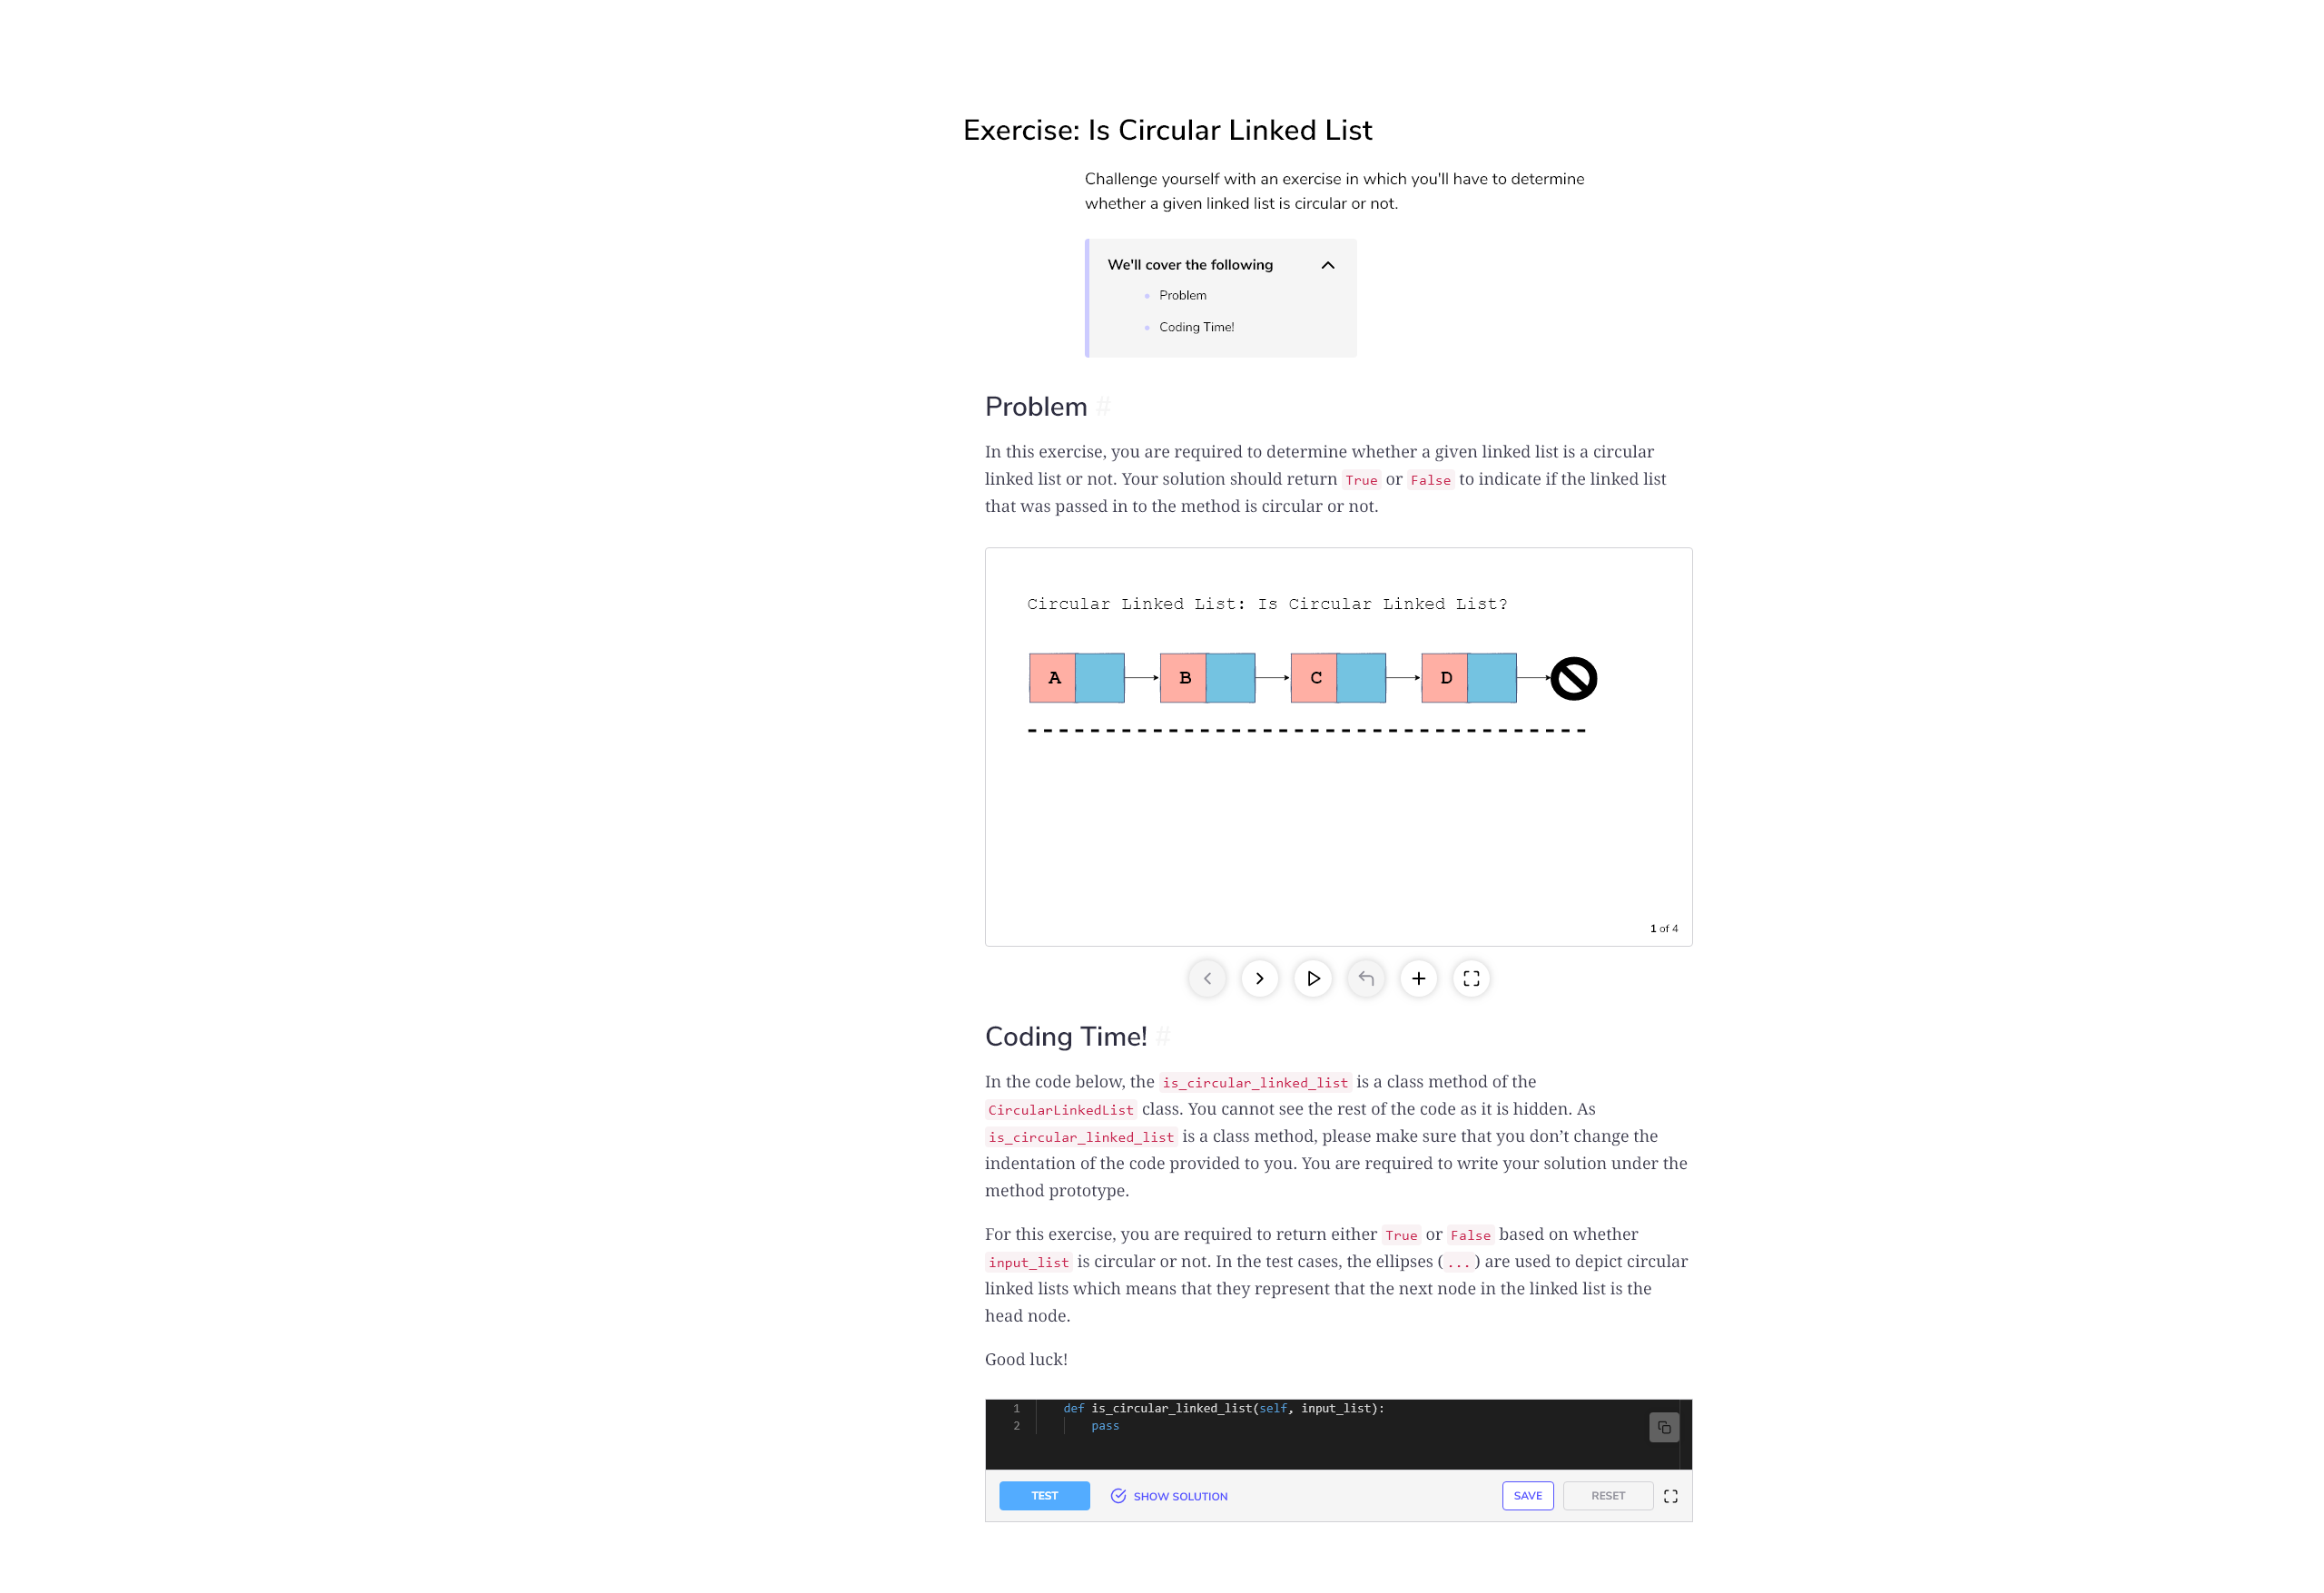 Exercise: Is Circular Linked List
Challenge yourself with an exercise in which you'll have to determine
whether a given linked list is circular or not.
We'll cover the following
Problem
Coding Time!
Problem #
In this exercise, you are required to determine whether a given linked list is a circular
linked list or not. Your solution should return True or False to indicate if the linked list
that was passed in to the method is circular or not.
Circular Linked List: Is Circular Linked List?
A B C D
1 of 4
Coding Time! #
In the code below, the is_circular_linked_list is a class method of the
CircularLinkedList class. You cannot see the rest of the code as it is hidden. As
is_circular_linked_list is a class method, please make sure that you don’t change the
indentation of the code provided to you. You are required to write your solution under the
method prototype.
For this exercise, you are required to return either True or False based on whether
input_list is circular or not. In the test cases, the ellipses (...) are used to depict circular
linked lists which means that they represent that the next node in the linked list is the
head node.
Good luck!
1 def is_circular_linked_list(self, input_list):
2 pass
TEST SHOW SOLUTION SAVE RESET